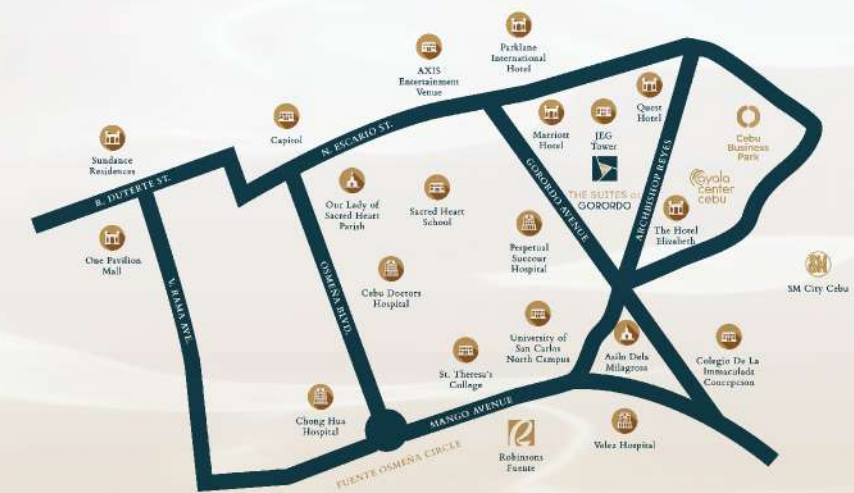 Parklane
International
Hotel
AXIS
Entertainment
Venue
Capitol
N. ESCARIO ST.
Sundance
Residences
R. DUTERTE ST.
One Pavilion
Mall
V. RAMA AVE.
Our Lady of
Sacred Heart
Parish
Sacred Heart
School
OSMEÑA BLVD.
Cebu Doctors
Hospital
Marriott
Hotel
JEG
Tower
Quest
Hotel
GORORDO AVENUE
THE SUITES at
GORORDO
ARCHBISHOP REYES
Cebu
Business
Park
ayala
center
cebu
The Hotel
Elizabeth
Perpetual
Succour
Hospital
SM
SM City Cebu
University of
San Carlos
North Campus
St. Theresa's
Collage
Asilo Dela
Milagrosa
Colegio De La
Immaculada
Concepcion
Chong Hua
Hospital
MANGO AVENUE
FUENTE OSMEÑA CIRCLE
Robinsons
Fuente
Velez Hospital